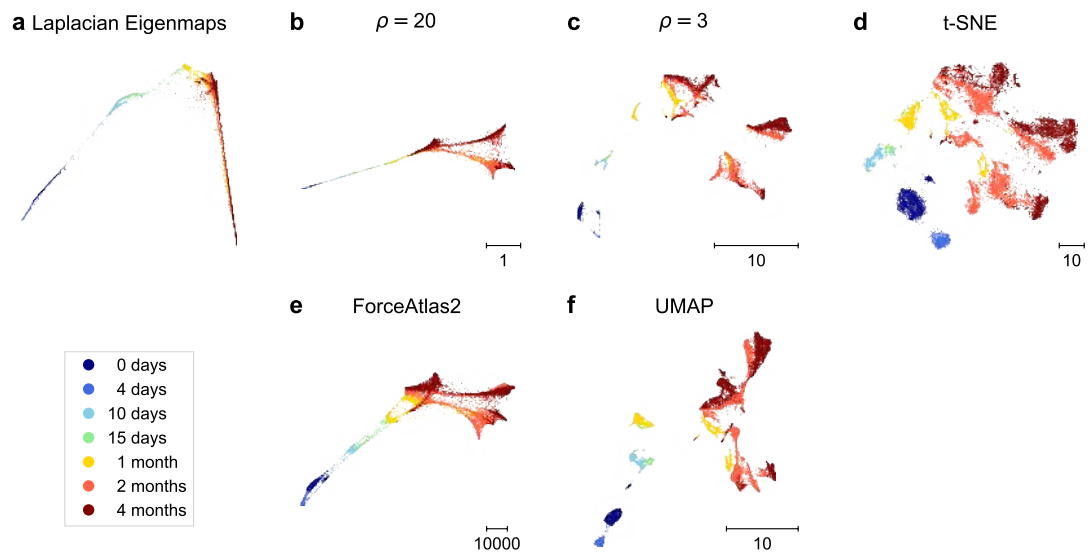 a Laplacian Eigenmaps
b ρ = 20
c ρ = 3
d t-SNE
1
10
10
e ForceAtlas2
f UMAP
0 days
4 days
10 days
15 days
1 month
2 months
4 months
10000
10